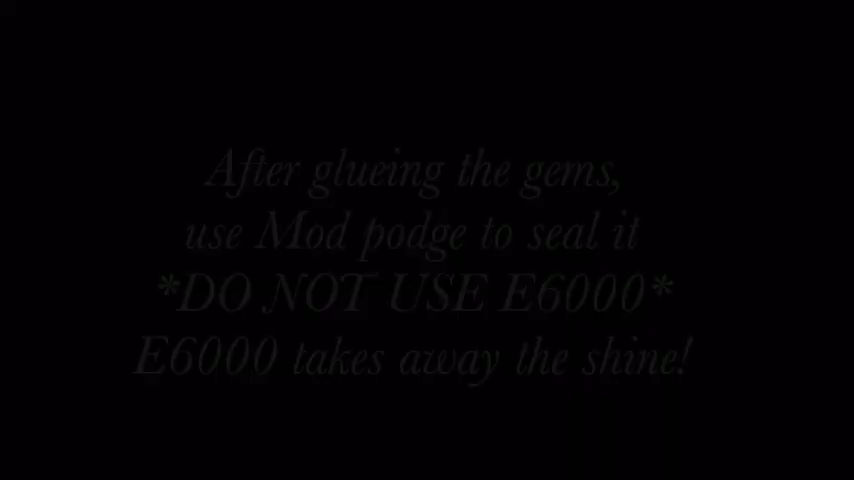 After glueing the gems,
use Mod podge to seal it
*DO NOT USE E6000*
E6000 takes away the shine!